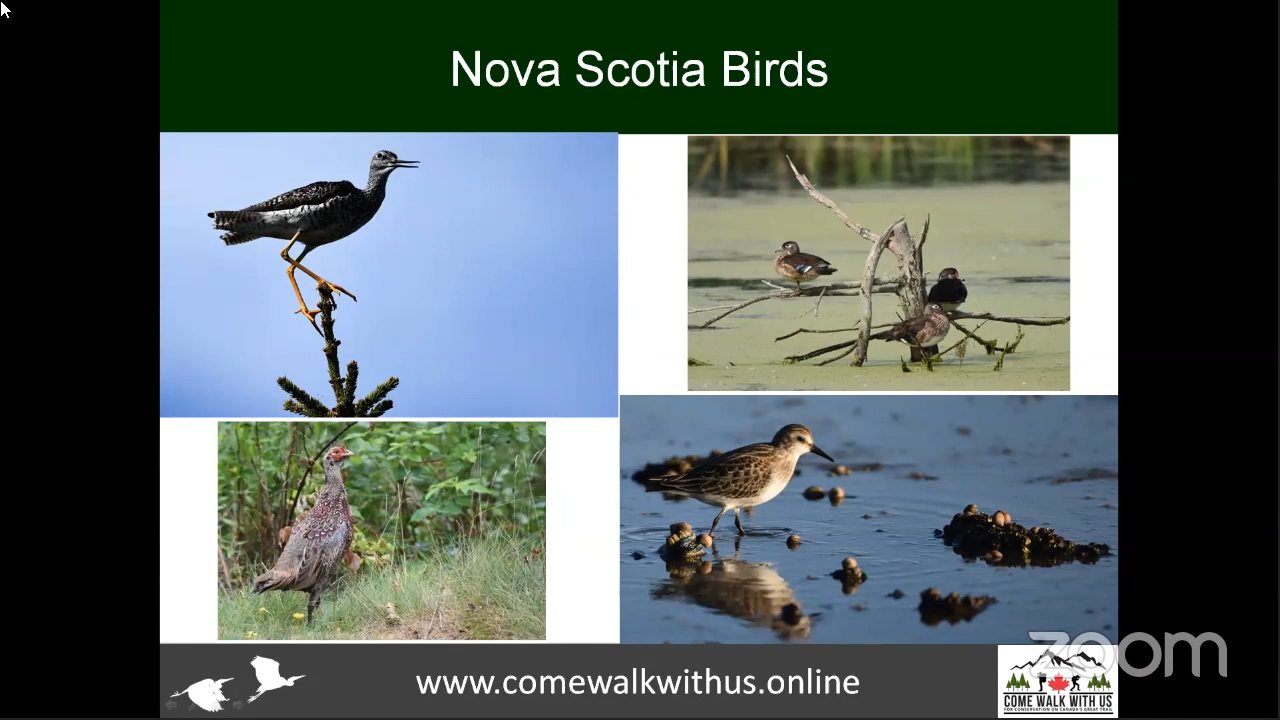 Nova Scotia Birds
www.comewalkwithus.online
zoom
COME WALK WITH US
FOR CONSERVATION ON CANADA'S GREAT TRAIL